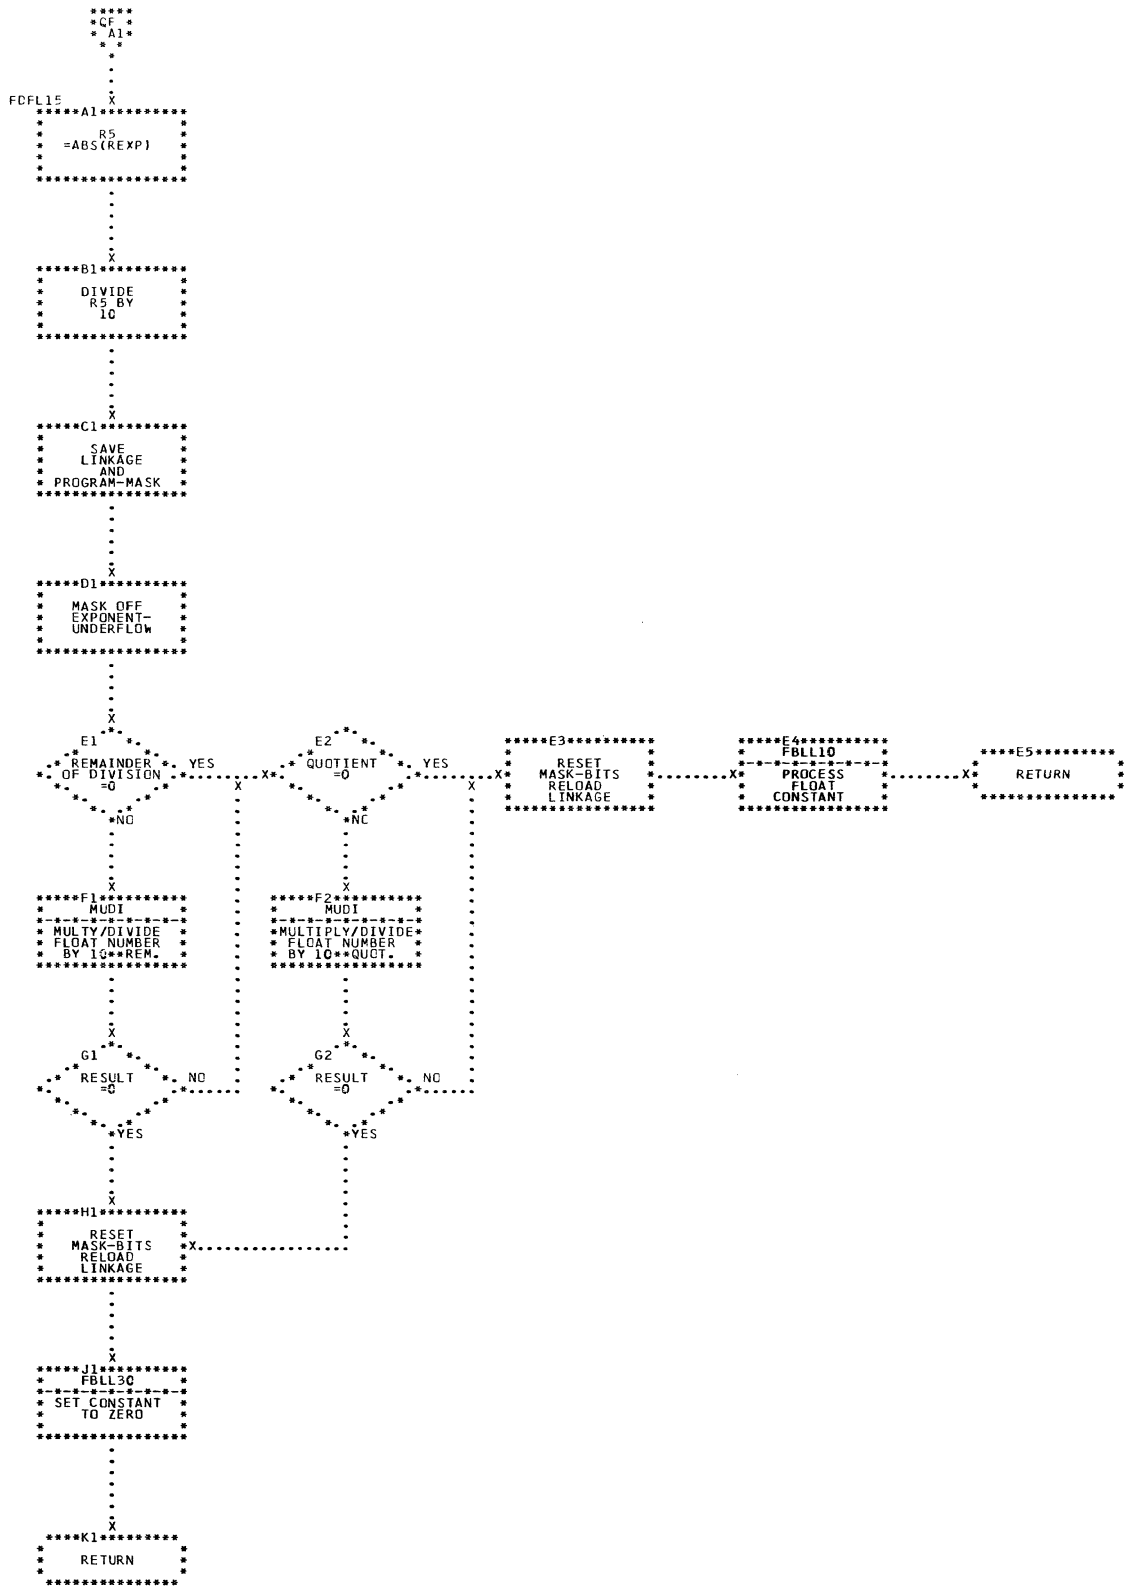 QF
A1
FDFL15
A1
R5
=ABS(REXP)
B1
DIVIDE
R5 BY
10
C1
SAVE
LINKAGE
AND
PROGRAM-MASK
D1
MASK OFF
EXPONENT-
UNDERFLOW
E1
REMAINDER
OF DIVISION
=0
YES
NO
E2
QUOTIENT
=0
YES
NO
E3
RESET
MASK-BITS
RELOAD
LINKAGE
E4
FBLL10
PROCESS
FLOAT
CONSTANT
E5
RETURN
F1
MUDI
MULTY/DIVIDE
FLOAT NUMBER
BY 10**REM.
F2
MUDI
MULTIPLY/DIVIDE
FLOAT NUMBER
BY 10**QUOT.
G1
RESULT
=0
NO
YES
G2
RESULT
=0
NO
YES
H1
RESET
MASK-BITS
RELOAD
LINKAGE
J1
FBLL30
SET CONSTANT
TO ZERO
K1
RETURN